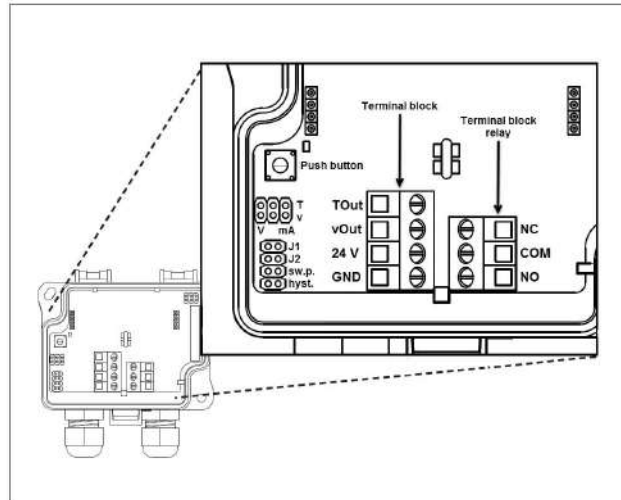 Terminal block
Terminal block
relay
Push button
TOut
vOut
24 V
GND
NC
COM
NO
T
v
V mA
J1
J2
sw.p.
hyst.